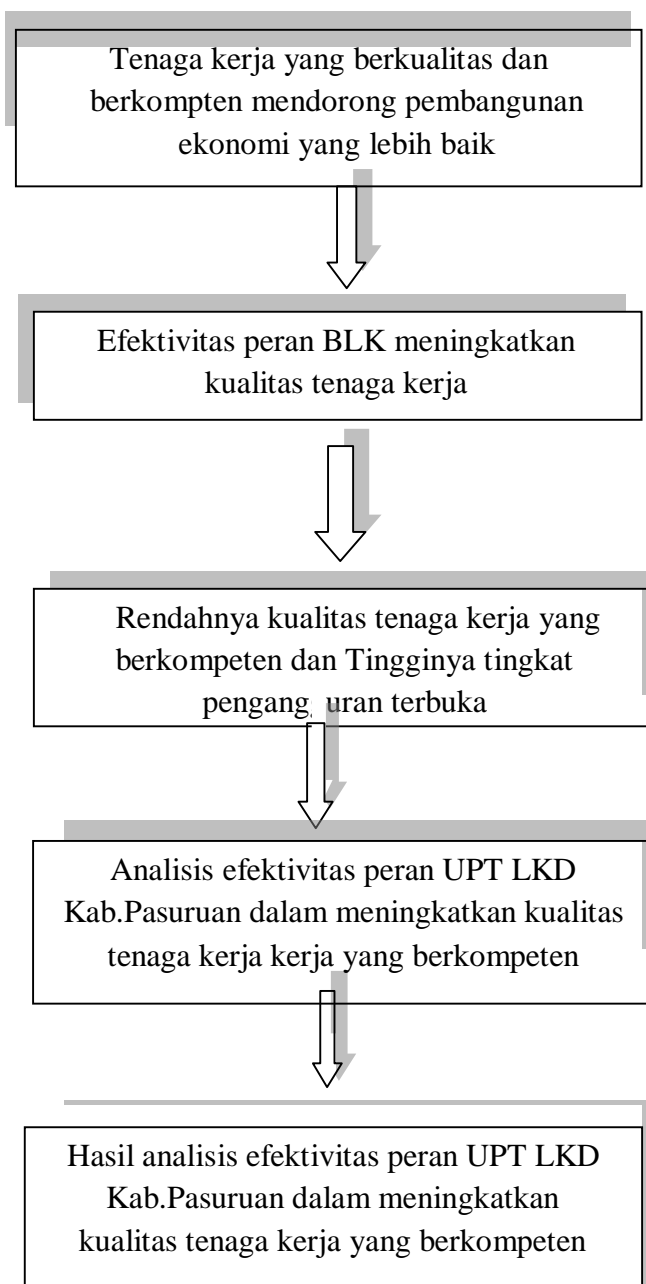 Tenaga kerja yang berkualitas dan
berkompten mendorong pembangunan
ekonomi yang lebih baik
Efektivitas peran BLK meningkatkan
kualitas tenaga kerja
Rendahnya kualitas tenaga kerja yang
berkompeten dan Tingginya tingkat
pengang uran terbuka
Analisis efektivitas peran UPT LKD
Kab.Pasuruan dalam meningkatkan kualitas
tenaga kerja kerja yang berkompeten
Hasil analisis efektivitas peran UPT LKD
Kab.Pasuruan dalam meningkatkan
kualitas tenaga kerja yang berkompeten